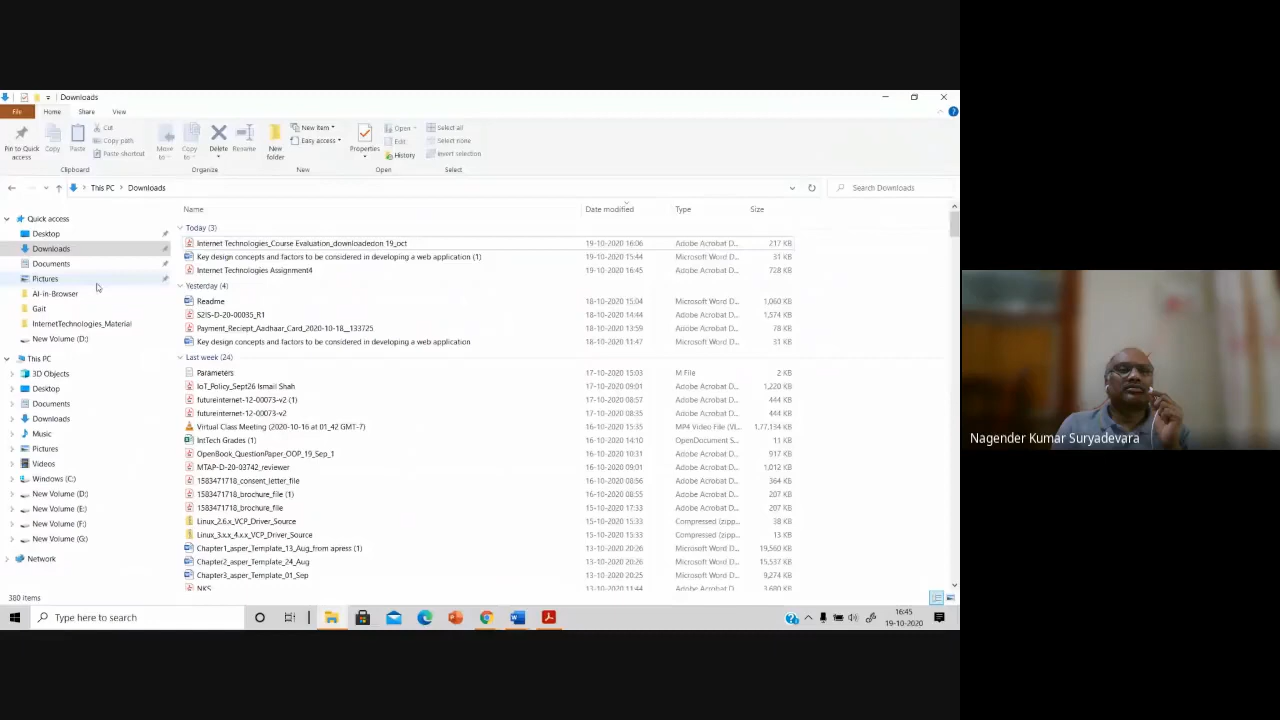 Downloads
File Home Share View
Pin to Quick access
Copy
Paste
Cut
Copy path
Paste shortcut
Clipboard
Move to
Copy to
Delete
Rename
Organize
New folder
New item
Easy access
New
Properties
Open
Edit
History
Open
Select all
Select none
Invert selection
Select
This PC > Downloads
Search Downloads
Quick access
Desktop
Downloads
Documents
Pictures
AI-in-Browser
Gait
InternetTechnologies_Material
New Volume (D:)
This PC
3D Objects
Desktop
Documents
Downloads
Music
Pictures
Videos
Windows (C:)
New Volume (D:)
New Volume (E:)
New Volume (F:)
New Volume (G:)
Network
Name Date modified Type Size
Today (3)
Internet Technologies_Course Evaluation_downloadedon 19_oct 19-10-2020 16:06 Adobe Acrobat D... 217 KB
Key design concepts and factors to be considered in developing a web application (1) 19-10-2020 15:44 Microsoft Word D... 31 KB
Internet Technologies Assignment4 19-10-2020 16:45 Adobe Acrobat D... 728 KB
Yesterday (4)
Readme 18-10-2020 15:04 Microsoft Word D... 1,060 KB
S2IS-D-20-00035_R1 18-10-2020 14:44 Adobe Acrobat D... 1,574 KB
Payment_Reciept_Aadhaar_Card_2020-10-18__133725 18-10-2020 13:59 Adobe Acrobat D... 78 KB
Key design concepts and factors to be considered in developing a web application 18-10-2020 11:47 Microsoft Word D... 31 KB
Last week (24)
Parameters 17-10-2020 15:03 M File 2 KB
IoT_Policy_Sept26 Ismail Shah 17-10-2020 09:01 Adobe Acrobat D... 1,220 KB
futureinternet-12-00073-v2 (1) 17-10-2020 08:57 Adobe Acrobat D... 444 KB
futureinternet-12-00073-v2 17-10-2020 08:35 Adobe Acrobat D... 444 KB
Virtual Class Meeting (2020-10-16 at 01_42 GMT-7) 16-10-2020 15:35 MP4 Video File (V... 1,77,134 KB
IntTech Grades (1) 16-10-2020 14:10 OpenDocument S... 11 KB
OpenBook_QuestionPaper_OOP_19_Sep_1 16-10-2020 10:31 Adobe Acrobat D... 917 KB
MTAP-D-20-03742_reviewer 16-10-2020 09:01 Adobe Acrobat D... 1,012 KB
1583471718_consent_letter_file 16-10-2020 08:56 Adobe Acrobat D... 364 KB
1583471718_brochure_file (1) 16-10-2020 08:55 Adobe Acrobat D... 207 KB
1583471718_brochure_file 15-10-2020 17:33 Adobe Acrobat D... 207 KB
Linux_2.6.x_VCP_Driver_Source 15-10-2020 15:33 Compressed (zipp... 38 KB
Linux_3.x.x_4.x.x_VCP_Driver_Source 15-10-2020 15:33 Compressed (zipp... 13 KB
Chapter1_asper_Template_13_Aug_from apress (1) 13-10-2020 20:26 Microsoft Word D... 19,560 KB
Chapter2_asper_Template_24_Aug 13-10-2020 20:26 Microsoft Word D... 15,537 KB
Chapter3_asper_Template_01_Sep 13-10-2020 20:25 Microsoft Word D... 9,274 KB
NKS 13-10-2020 11:44 Adobe Acrobat D... 3,680 KB
380 items
Type here to search
16:45
19-10-2020
Nagender Kumar Suryadevara